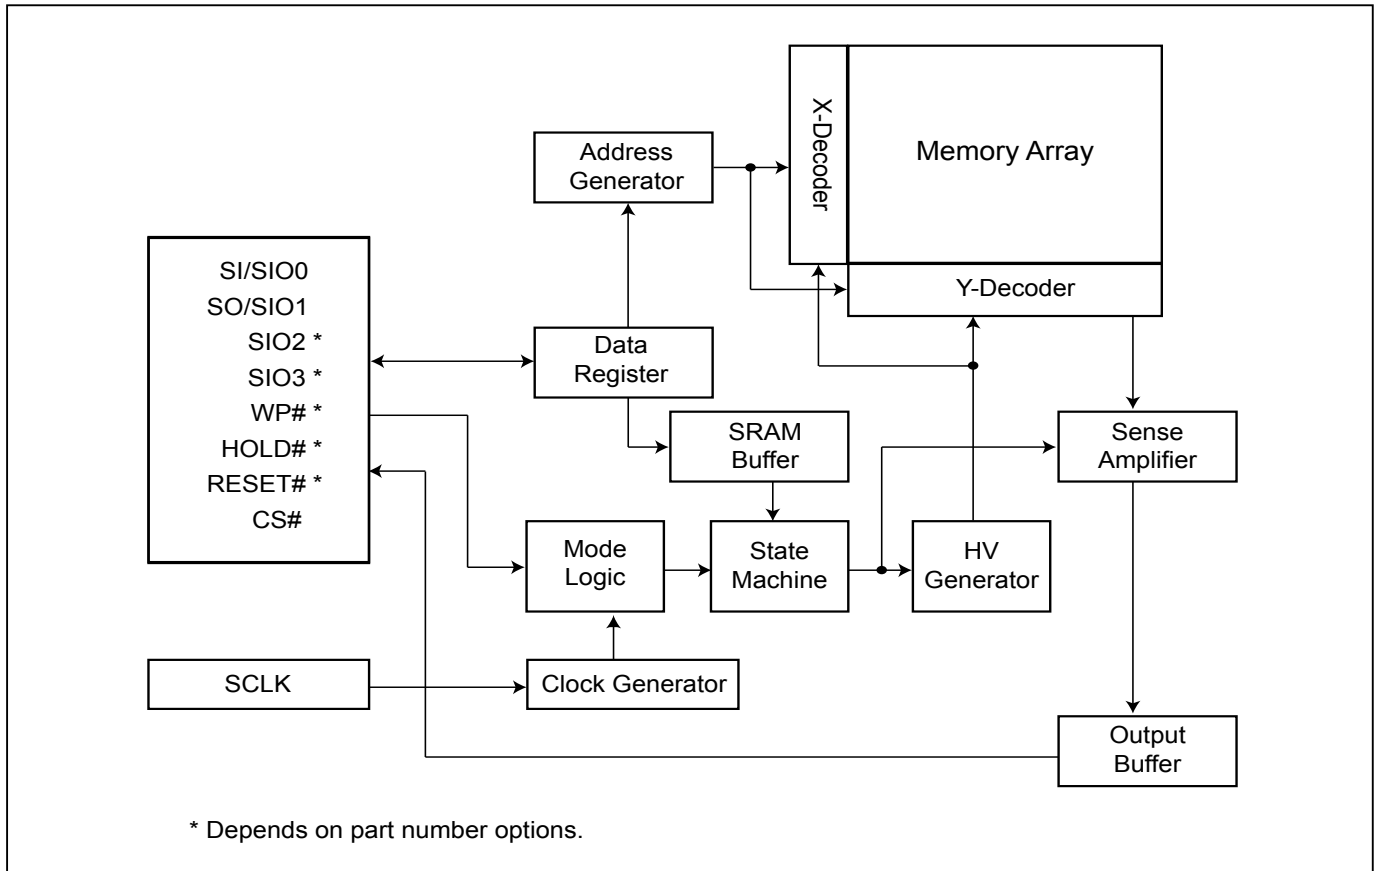 X-Decoder
Memory Array
Address
Generator
Y-Decoder
SI/SIO0
SO/SIO1
SIO2 *
SIO3 *
WP# *
HOLD# *
RESET# *
CS#
Data
Register
SRAM
Buffer
Sense
Amplifier
Mode
Logic
State
Machine
HV
Generator
SCLK
Clock Generator
Output
Buffer
* Depends on part number options.